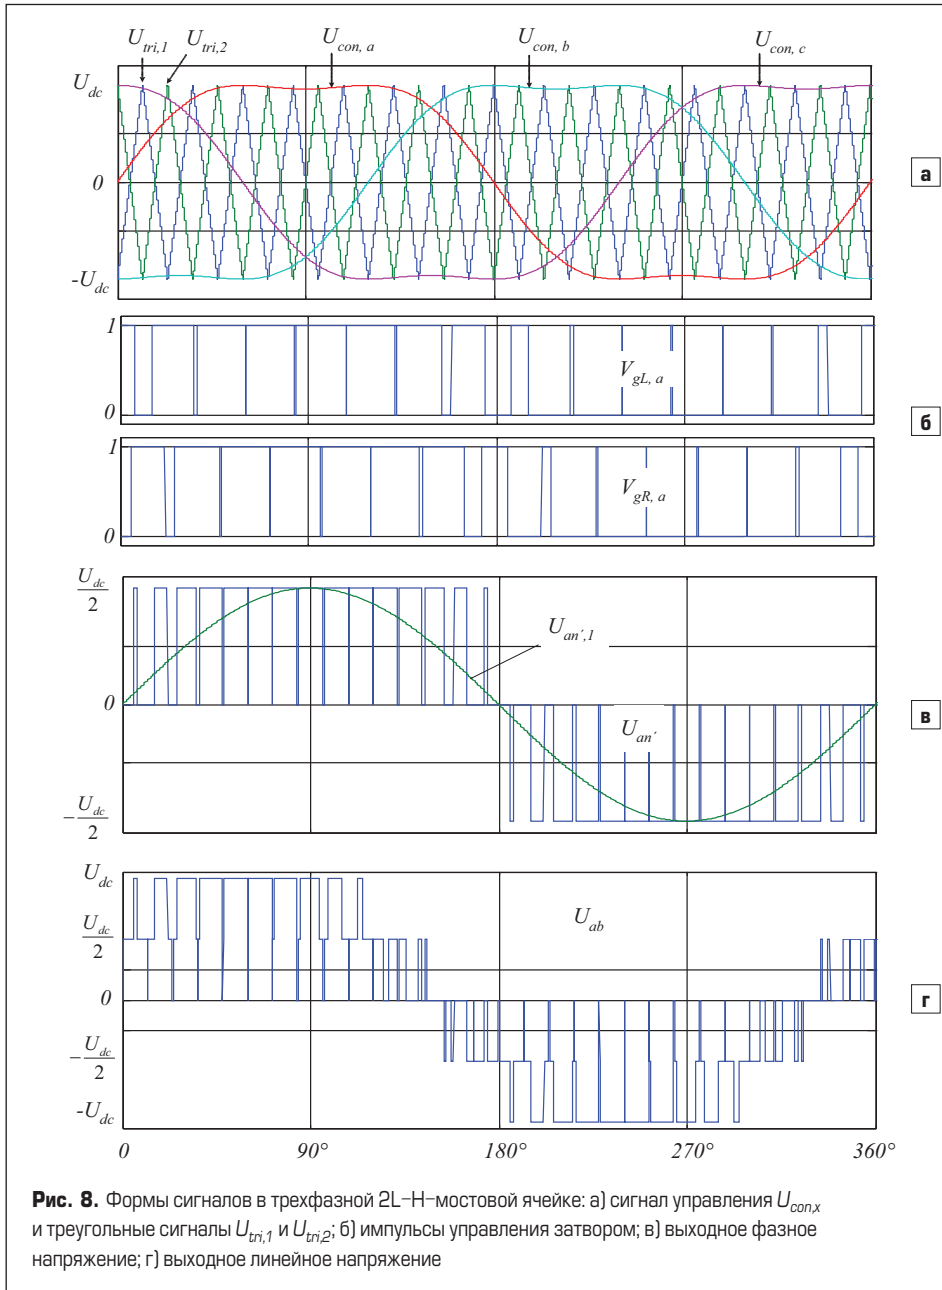 U_tri,1 U_tri,2 U_con, a U_con, b U_con, c
U_dc
0
-U_dc
а
1
V_gL, a
0
б
1
V_gR, a
0
U_dc/2
U_an′,1
0
U_an′
в
−U_dc/2
U_dc
U_ab
U_dc/2
0
г
−U_dc/2
-U_dc
0 90° 180° 270° 360°
Рис. 8. Формы сигналов в трехфазной 2L–H–мостовой ячейке: а) сигнал управления U_con,x
и треугольные сигналы U_tri,1 и U_tri,2; б) импульсы управления затвором; в) выходное фазное
напряжение; г) выходное линейное напряжение